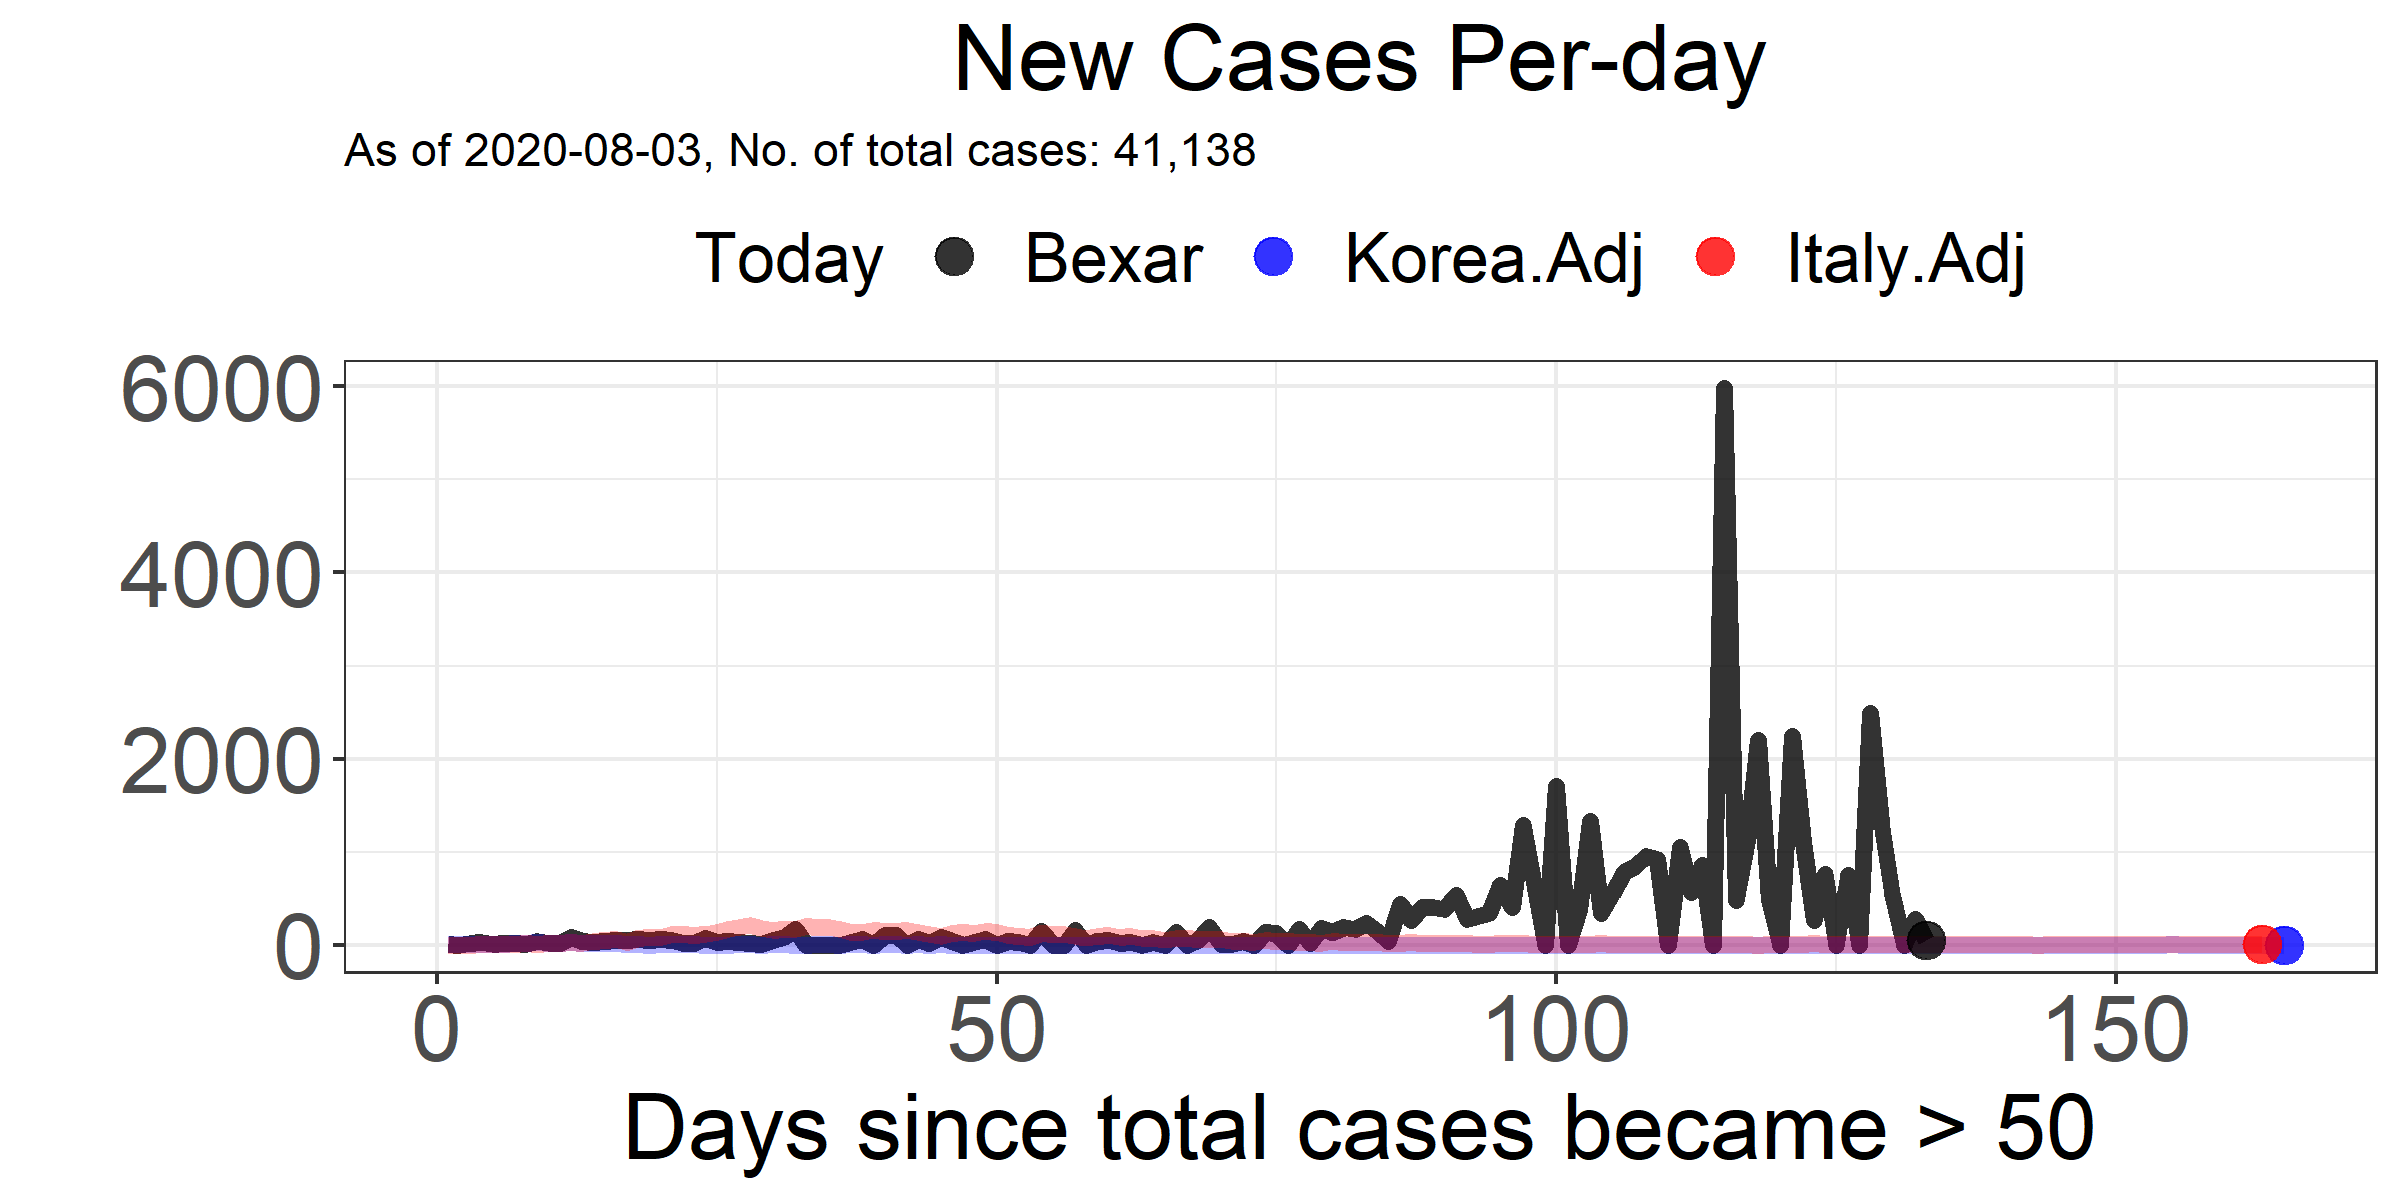 New Cases Per-day
As of 2020-08-03, No. of total cases: 41,138
Today Bexar Korea.Adj Italy.Adj
6000
4000
2000
0
0 50 100 150
Days since total cases became > 50